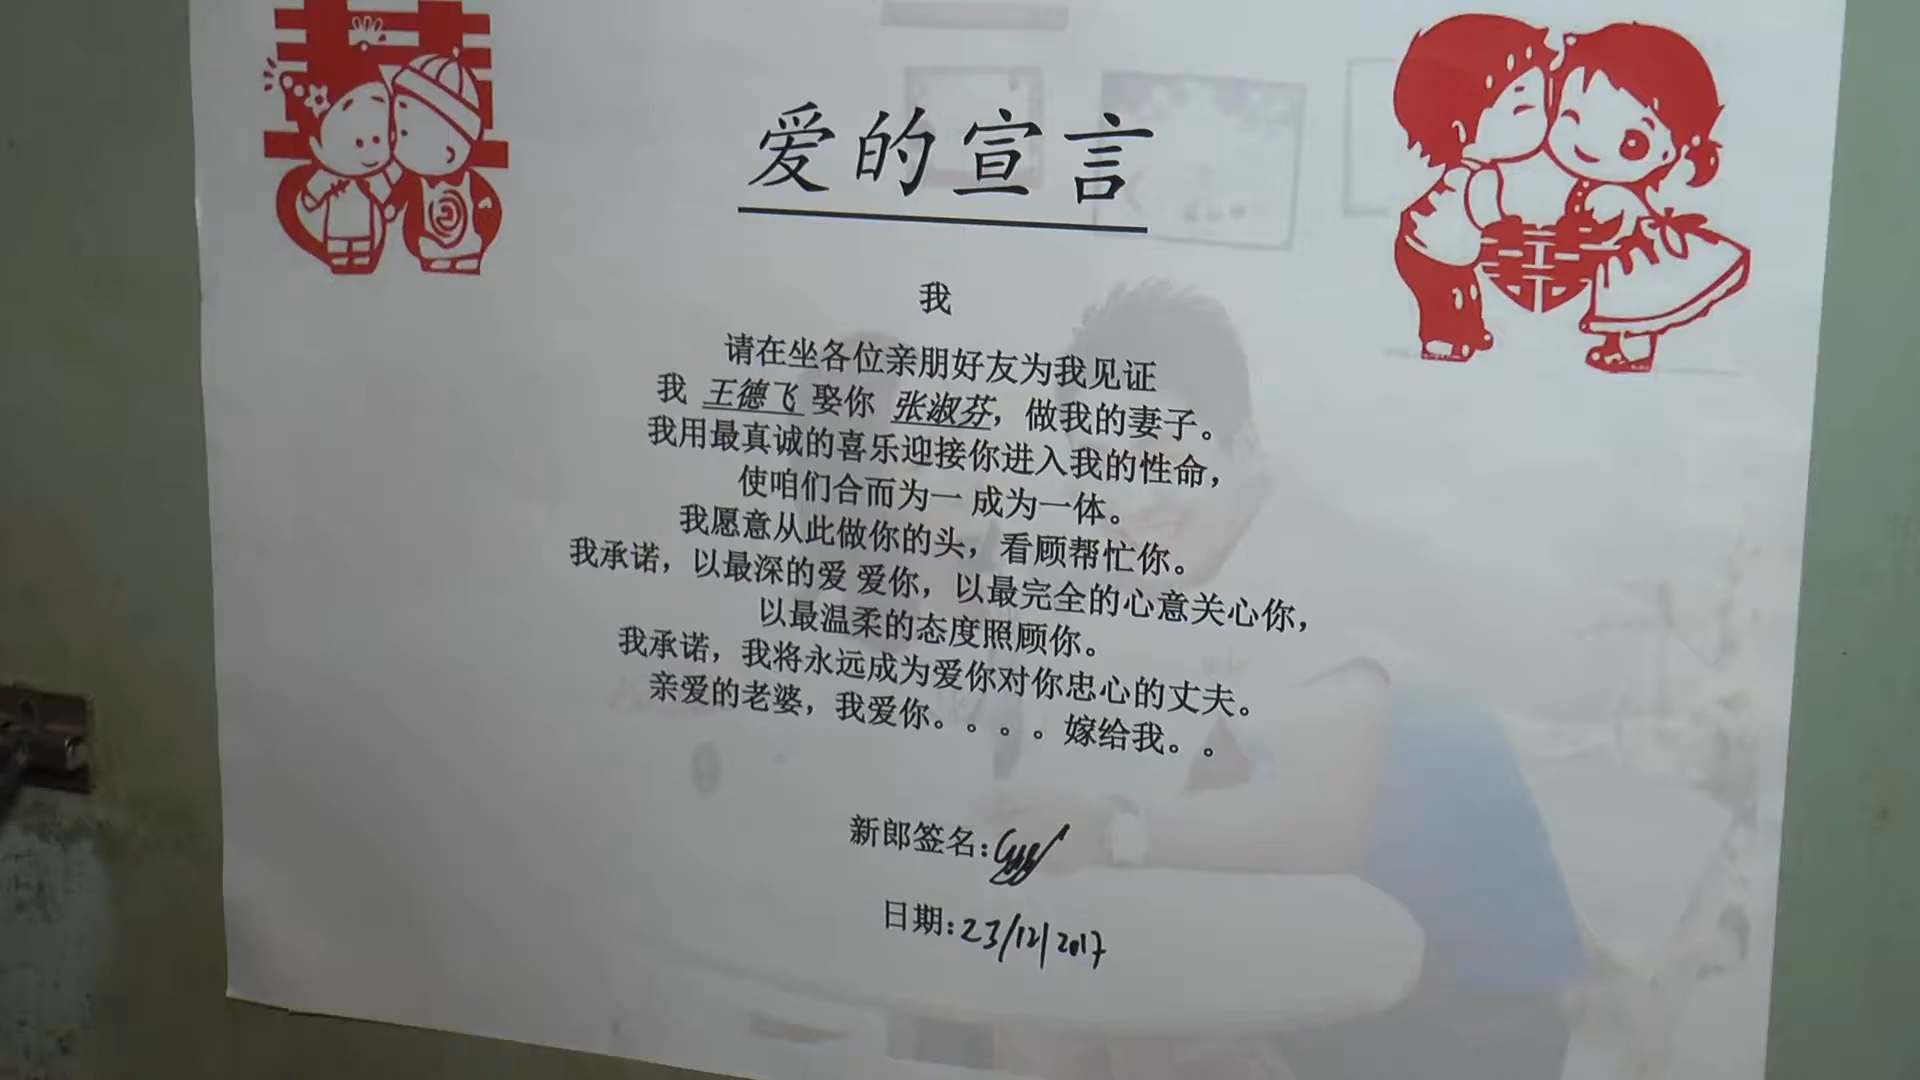 爱的宣言
我
请在坐各位亲朋好友为我见证
我 王德飞 娶你 张淑芬，做我的妻子。
我用最真诚的喜乐迎接你进入我的性命，
使咱们合而为一 成为一体。
我愿意从此做你的头，看顾帮忙你。
我承诺，以最深的爱 爱你，以最完全的心意关心你，
以最温柔的态度照顾你。
我承诺，我将永远成为爱你对你忠心的丈夫。
亲爱的老婆，我爱你。。。。嫁给我。。
新郎签名:
日期:23/12/2017